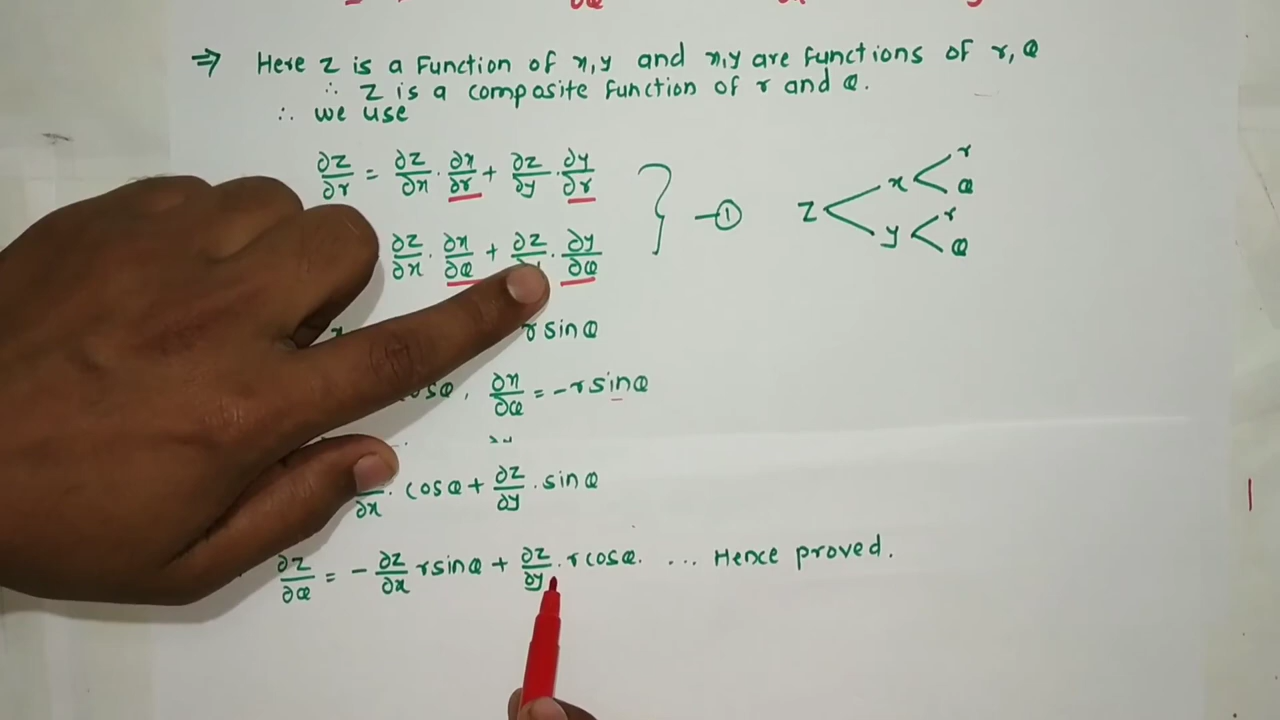 ⇒ Here z is a Function of x,y and x,y are functions of r, θ
∴ z is a composite function of r and θ.
∴ we use
∂z/∂r = ∂z/∂x · ∂x/∂r + ∂z/∂y · ∂y/∂r
∂z/∂x · ∂x/∂θ + ∂z/ · ∂y/∂θ
} —①
z < x < r θ
y < r θ
r sinθ
cosθ, ∂x/∂θ = -r sinθ
∂x · cosθ + ∂z/∂y · sinθ
∂z/∂θ = - ∂z/∂x r sinθ + ∂z/∂y · r cosθ. ... Hence proved.